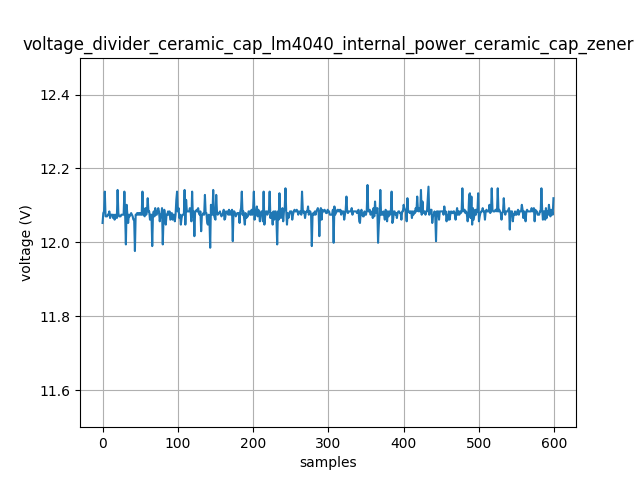 voltage_divider_ceramic_cap_lm4040_internal_power_ceramic_cap_zener
12.4
12.2
12.0
11.8
11.6
voltage (V)
0 100 200 300 400 500 600
samples